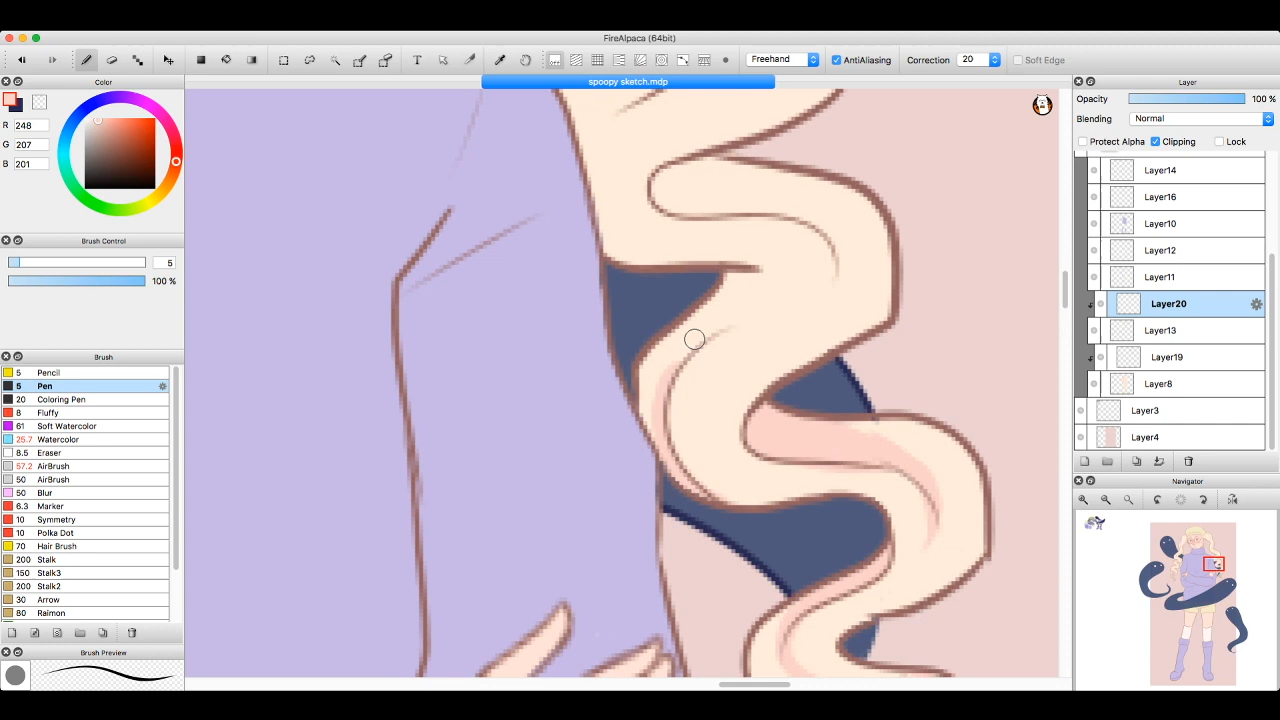 FireAlpaca (64bit)
T Freehand AntiAliasing Correction 20 Soft Edge
spoopy sketch.mdp
Color
R 248
G 207
B 201
Brush Control
5
100 %
Brush
5 Pencil
5 Pen
20 Coloring Pen
8 Fluffy
61 Soft Watercolor
25.7 Watercolor
8.5 Eraser
57.2 AirBrush
50 AirBrush
50 Blur
6.3 Marker
10 Symmetry
10 Polka Dot
70 Hair Brush
200 Stalk
150 Stalk3
200 Stalk2
30 Arrow
80 Raimon
Brush Preview
Layer
Opacity 100 %
Blending Normal
Protect Alpha Clipping Lock
Layer14
Layer16
Layer10
Layer12
Layer11
Layer20
Layer13
Layer19
Layer8
Layer3
Layer4
Navigator